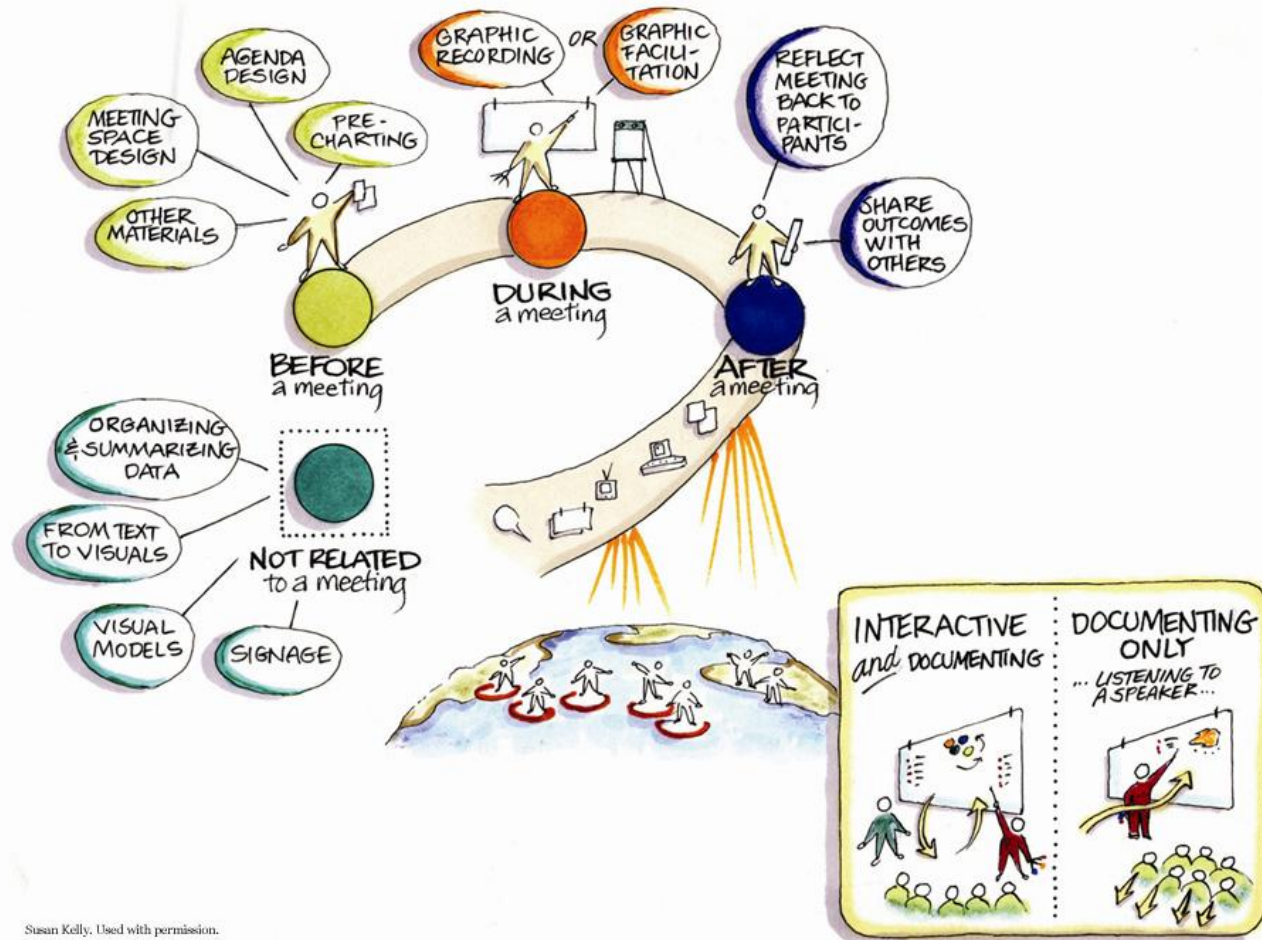 AGENDA
DESIGN
MEETING
SPACE
DESIGN
PRE-
CHARTING
OTHER
MATERIALS
BEFORE
a meeting
GRAPHIC
RECORDING
OR
GRAPHIC
FACILI-
TATION
DURING
a meeting
REFLECT
MEETING
BACK TO
PARTICI-
PANTS
SHARE
OUTCOMES
WITH
OTHERS
AFTER
a meeting
ORGANIZING
& SUMMARIZING
DATA
FROM TEXT
TO VISUALS
VISUAL
MODELS
SIGNAGE
NOT RELATED
to a meeting
INTERACTIVE
and DOCUMENTING
DOCUMENTING
ONLY
... LISTENING TO
A SPEAKER...
Susan Kelly. Used with permission.